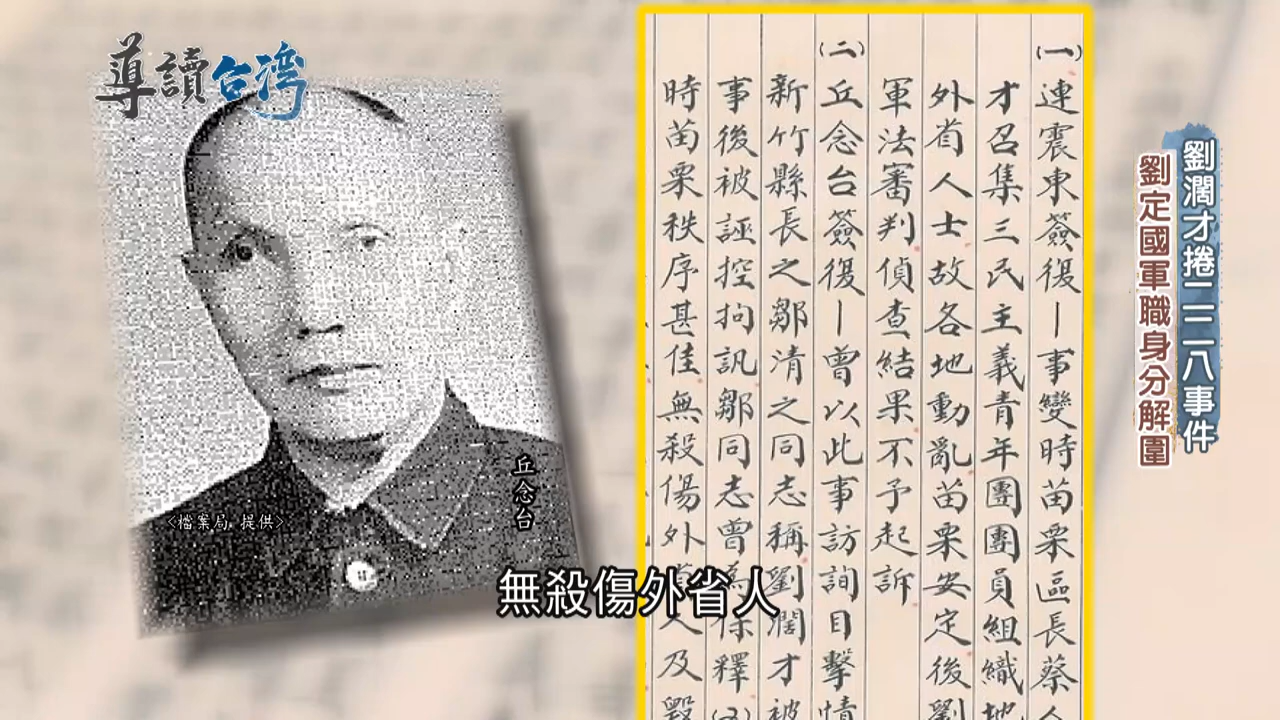 導讀台灣
劉濶才捲二二八事件
劉定國軍職身分解圍
(一)連震東簽復—事變時苗栗區長蔡
才召集三民主義青年團團員組織地
外省人士故各地動亂苗栗安定後劉
軍法審判偵查結果不予起訴
(二)丘念台簽復—曾以此事訪詢目擊情
新竹縣長之鄒清之同志稱劉濶才被
事後被誣控拘訊鄒同志曾為保釋
時苗栗秩序甚佳無殺傷外省人及毀
丘念台
<檔案局 提供>
無殺傷外省人